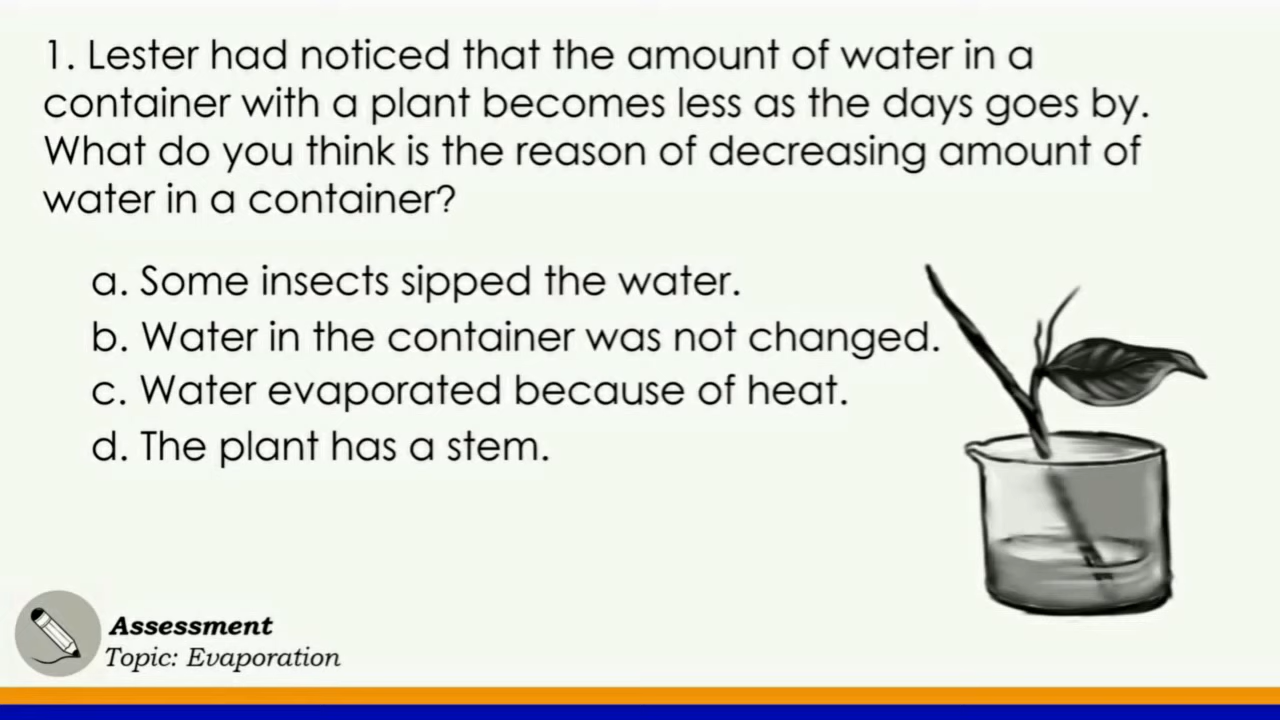 1. Lester had noticed that the amount of water in a
container with a plant becomes less as the days goes by.
What do you think is the reason of decreasing amount of
water in a container?
a. Some insects sipped the water.
b. Water in the container was not changed.
c. Water evaporated because of heat.
d. The plant has a stem.
Assessment
Topic: Evaporation